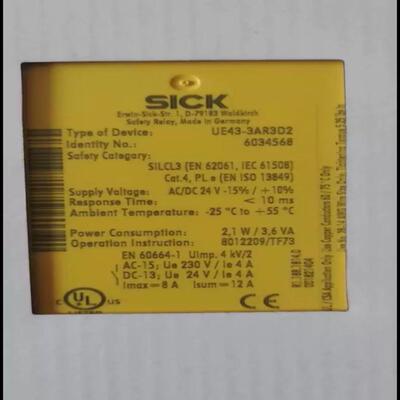 SICK
Erwin-Sick-Str. 1, D-79183 Waldkirch
Safety Relay, Made in Germany
Type of Device: UE43-3AR3D2
Identity No.: 6034568
Safety Category:
SILCL3 (EN 62061, IEC 61508)
Cat.4, PL e (EN ISO 13849)
Supply Voltage: AC/DC 24 V -15% / +10%
Response Time: < 10 ms
Ambient Temperature: -25 °C to +55 °C
Power Consumption: 2,1 W / 3,6 VA
Operation Instruction: 8012209/TF73
EN 60664-1 Uimp. 4 kV/2
AC-15; Ue 230 V / Ie 4 A
DC-13; Ue 24 V / Ie 4 A
Imax= 8 A Isum= 12 A
C UL US
LISTED
CE